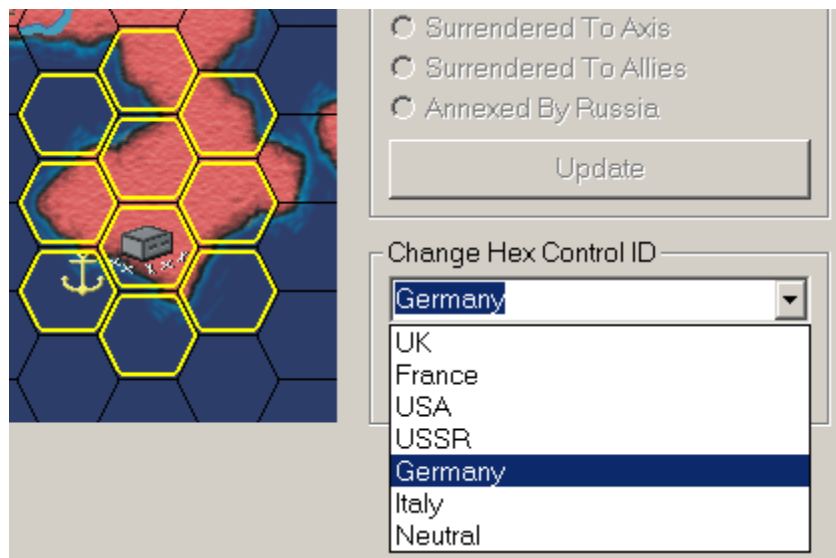 Surrendered To Axis
Surrendered To Allies
Annexed By Russia
Update
Change Hex Control ID
Germany
UK
France
USA
USSR
Germany
Italy
Neutral